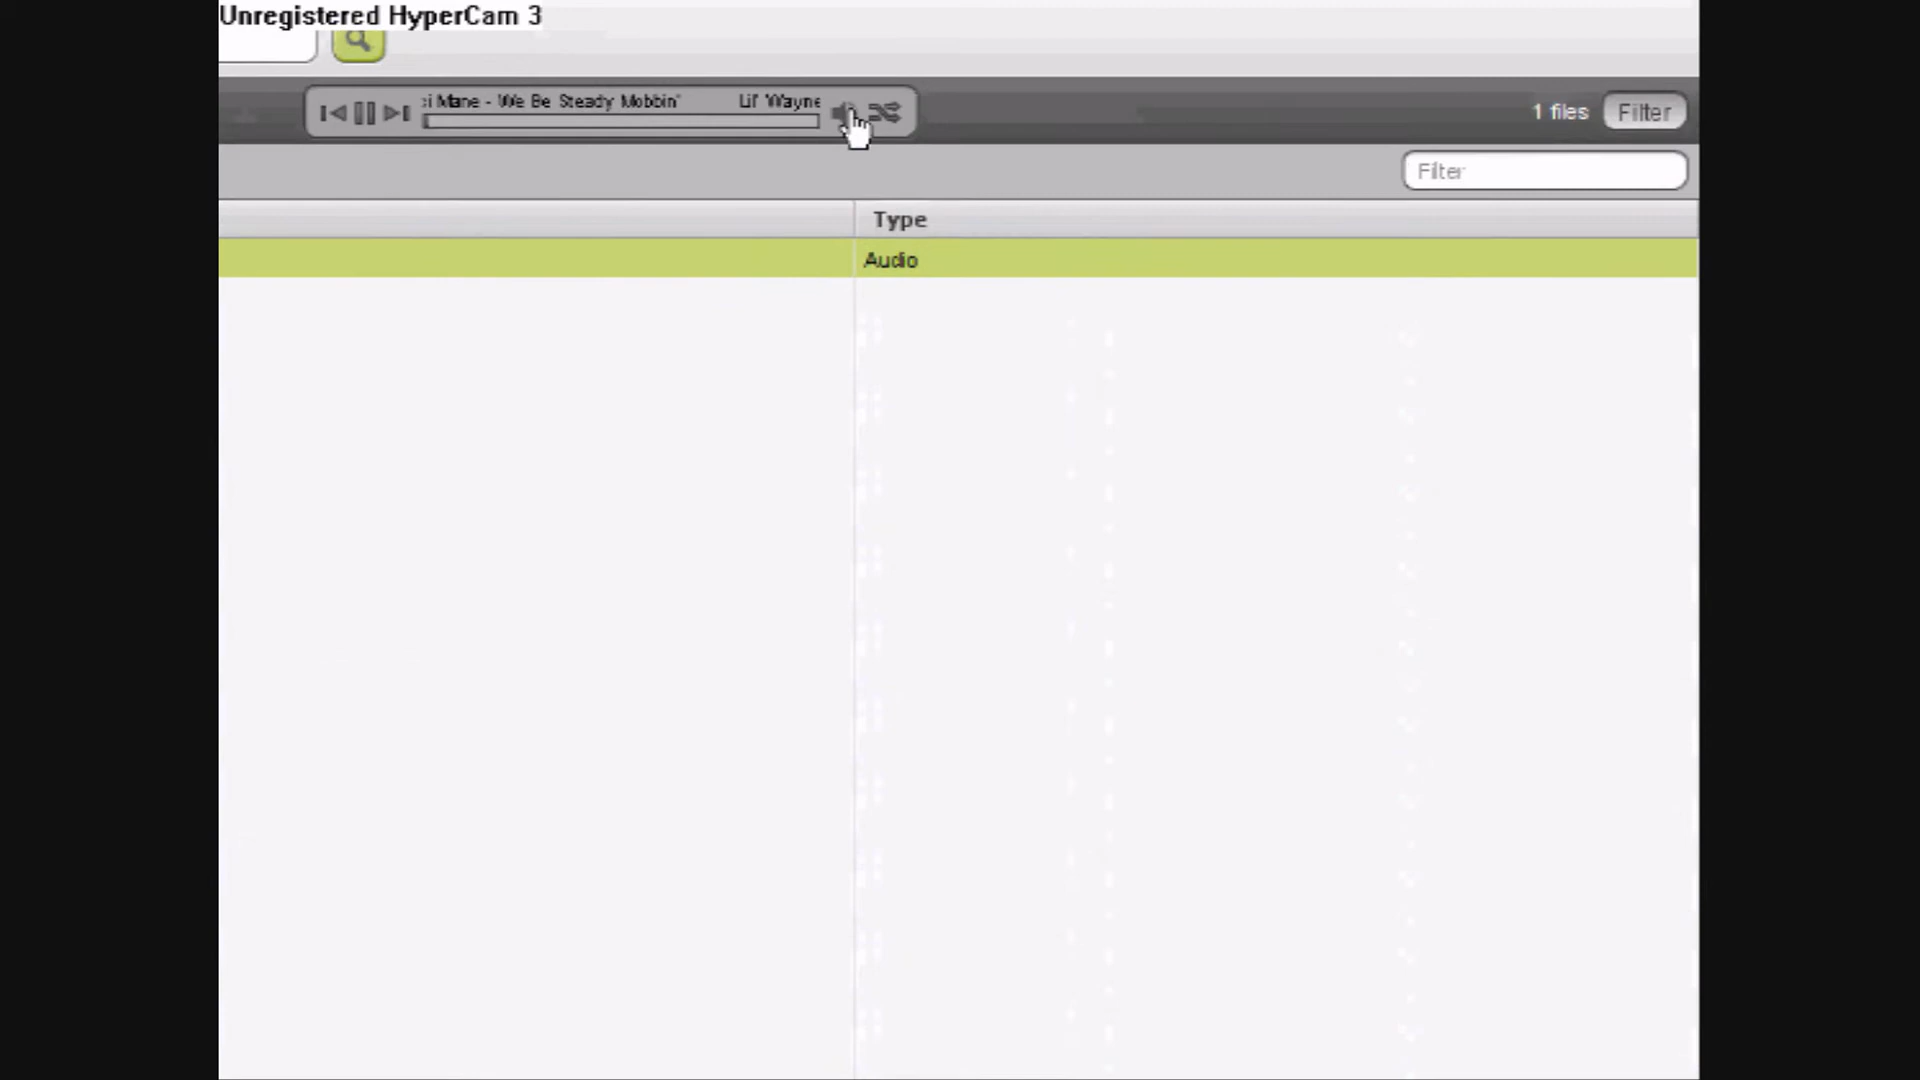 Unregistered HyperCam 3
i Mane - We Be Steady Mobbin' Lil' Wayne
1 files Filter
Filter
Type
Audio